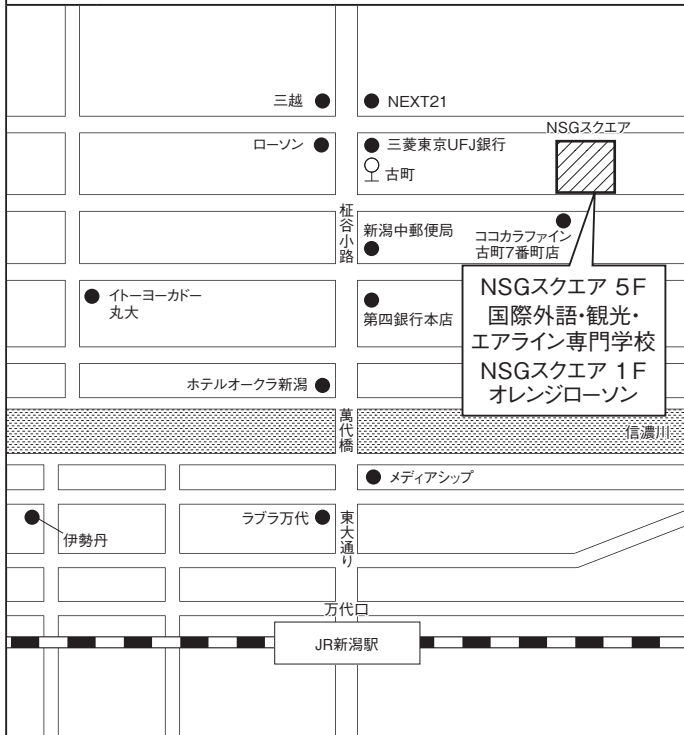 三越
NEXT21
NSGスクエア
ローソン
三菱東京UFJ銀行
古町
柾谷小路
新潟中郵便局
ココカラファイン
古町7番町店
イトーヨーカドー
丸大
第四銀行本店
NSGスクエア 5F
国際外語・観光・
エアライン専門学校
NSGスクエア 1F
オレンジローソン
ホテルオークラ新潟
萬代橋
信濃川
メディアシップ
伊勢丹
ラブラ万代
東大通り
万代口
JR新潟駅